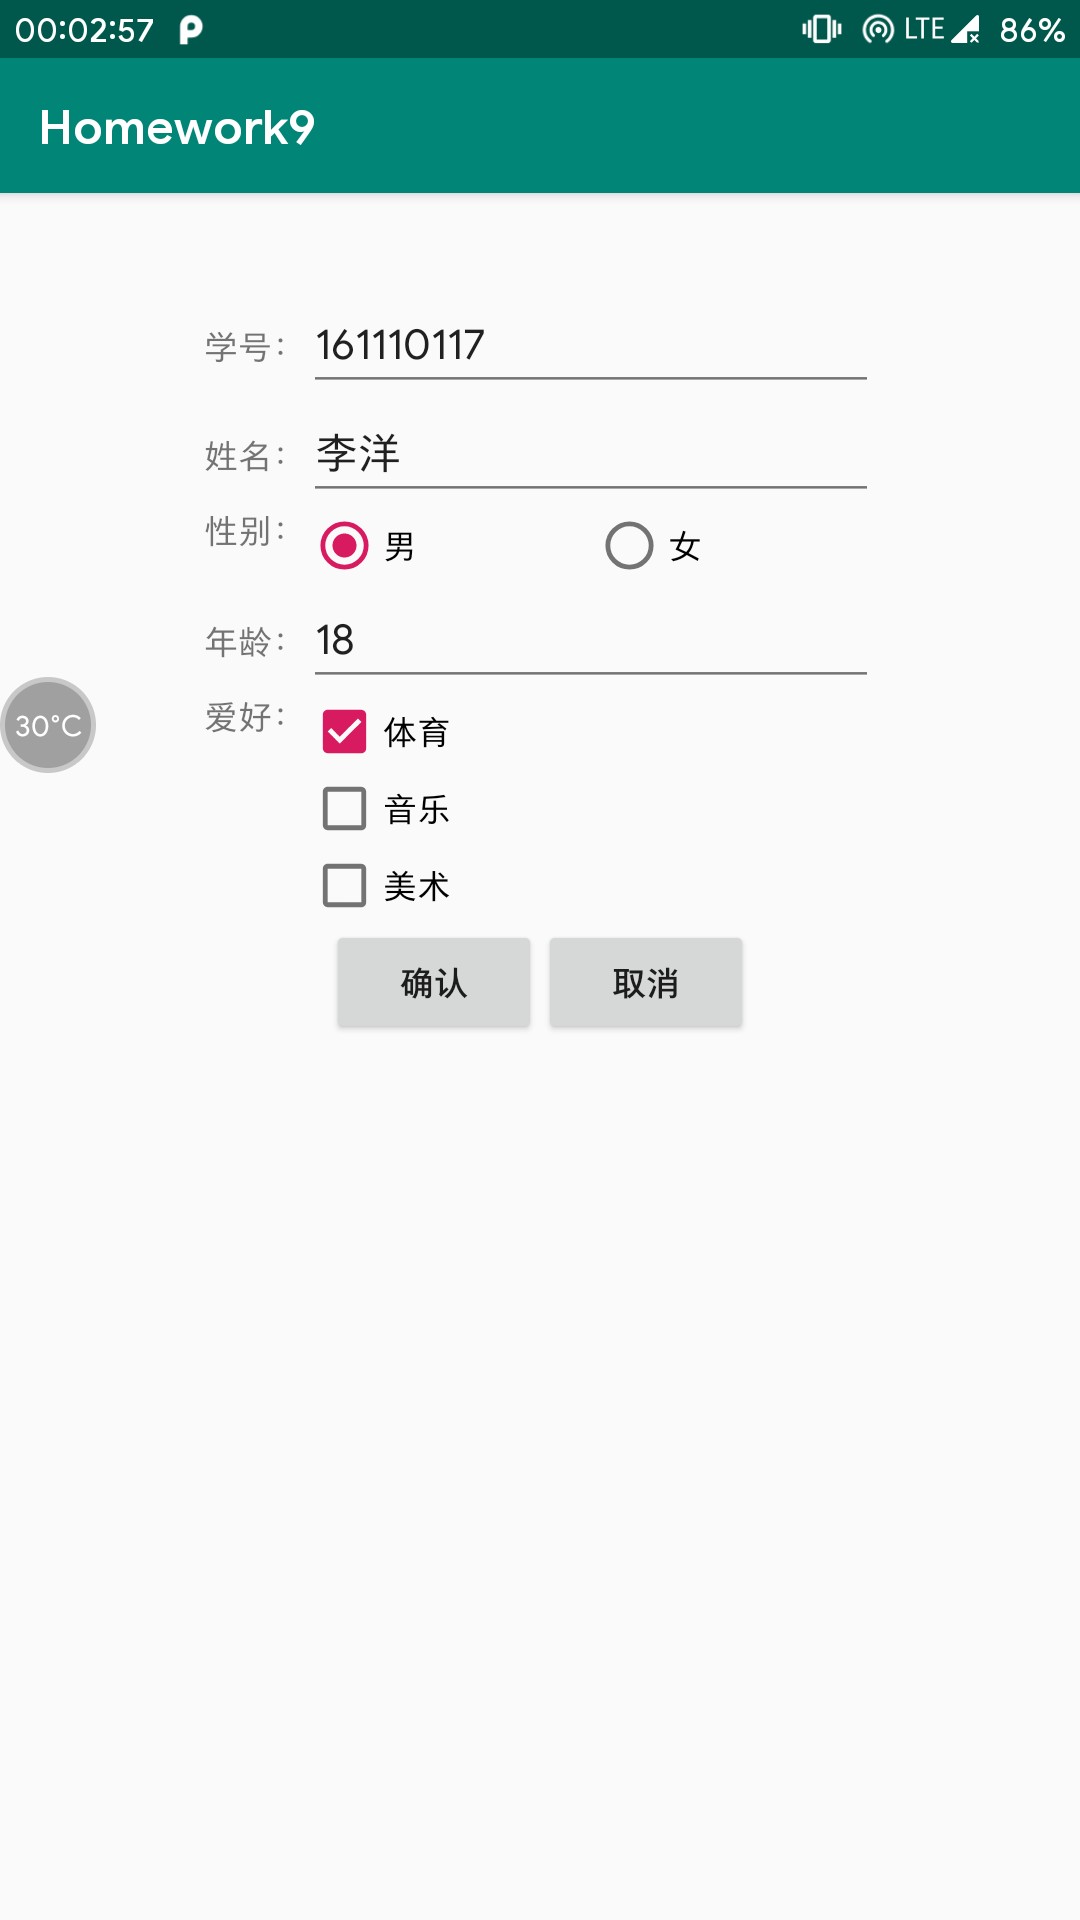 00:02:57 LTE 86%
Homework9
学号: 161110117
姓名: 李洋
性别: 男 女
年龄: 18
30°C
爱好: 体育
音乐
美术
确认 取消